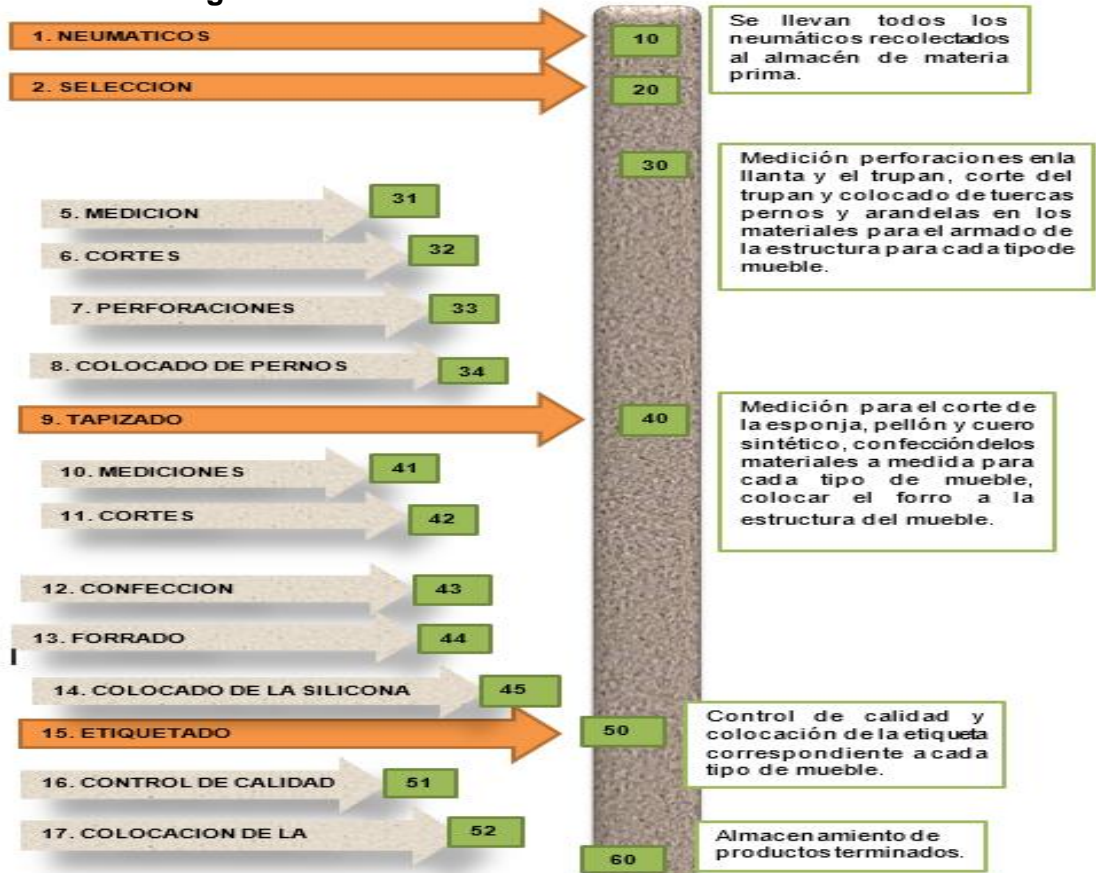 g
1. NEUMATICOS
10
Se llevan todos los
neumáticos recolectados
al almacén de materia
prima.
2. SELECCION
20
30
Medición perforaciones enla
llanta y el trupan, corte del
trupan y colocado de tuercas
pernos y arandelas en los
materiales para el armado de
la estructura para cada tipode
mueble.
5. MEDICION
31
6. CORTES
32
7. PERFORACIONES
33
8. COLOCADO DE PERNOS
34
9. TAPIZADO
40
Medición para el corte de
la esponja, pellón y cuero
sintético, confeccióndelos
materiales a medida para
cada tipo de mueble,
colocar el forro a la
estructura del mueble.
10. MEDICIONES
41
11. CORTES
42
12. CONFECCION
43
13. FORRADO
44
14. COLOCADO DE LA SILICONA
45
15. ETIQUETADO
50
Control de calidad y
colocación de la etiqueta
correspondiente a cada
tipo de mueble.
16. CONTROL DE CALIDAD
51
17. COLOCACION DE LA
52
60
Almacenamiento de
productos terminados.